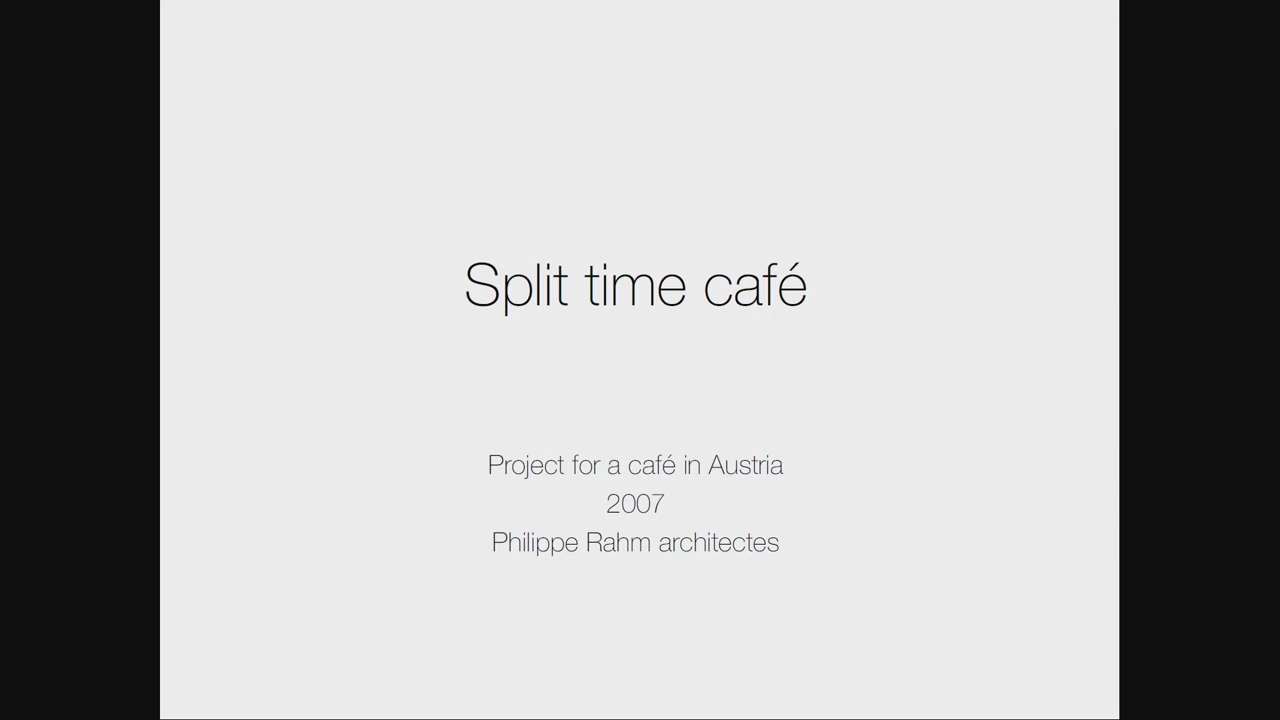 Split time café
Project for a café in Austria
2007
Philippe Rahm architectes